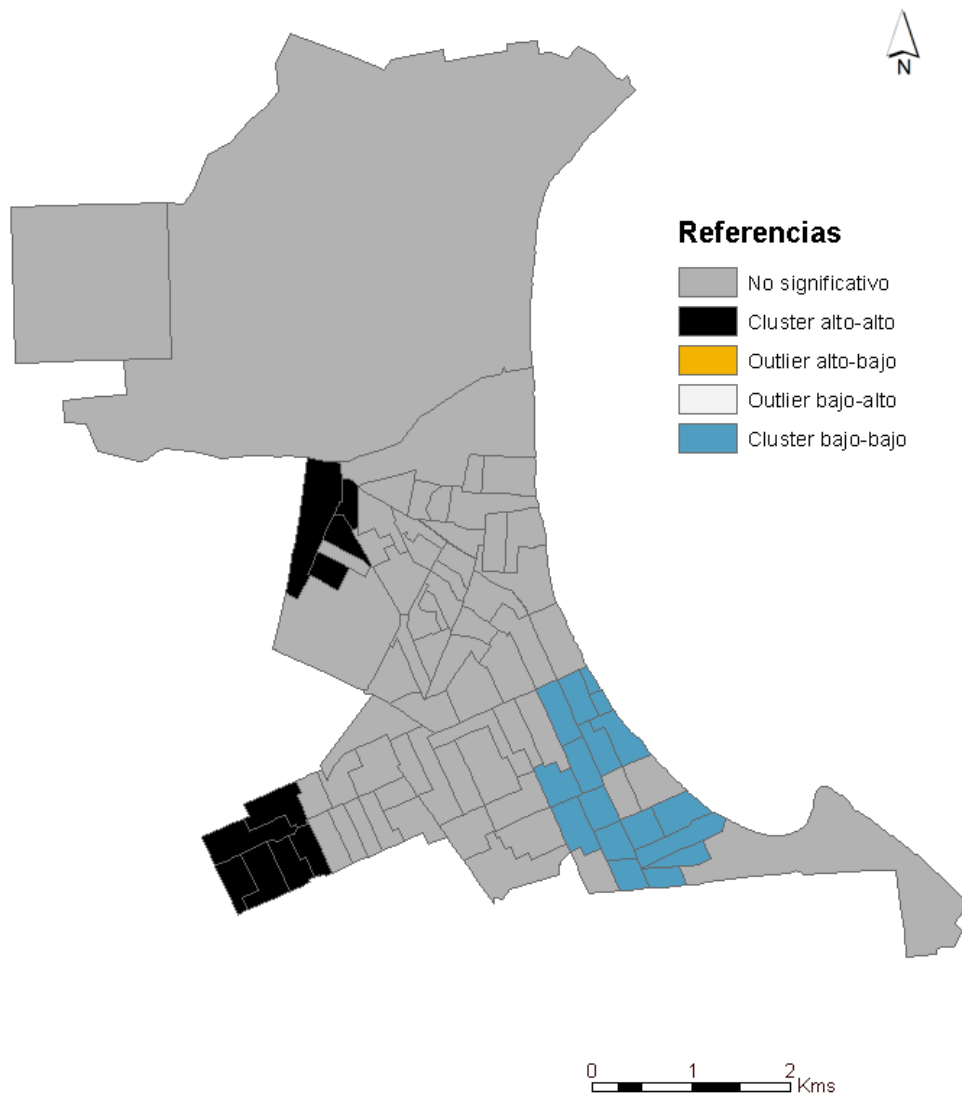 N
Referencias
No significativo
Cluster alto-alto
Outlier alto-bajo
Outlier bajo-alto
Cluster bajo-bajo
0 1 2
Kms